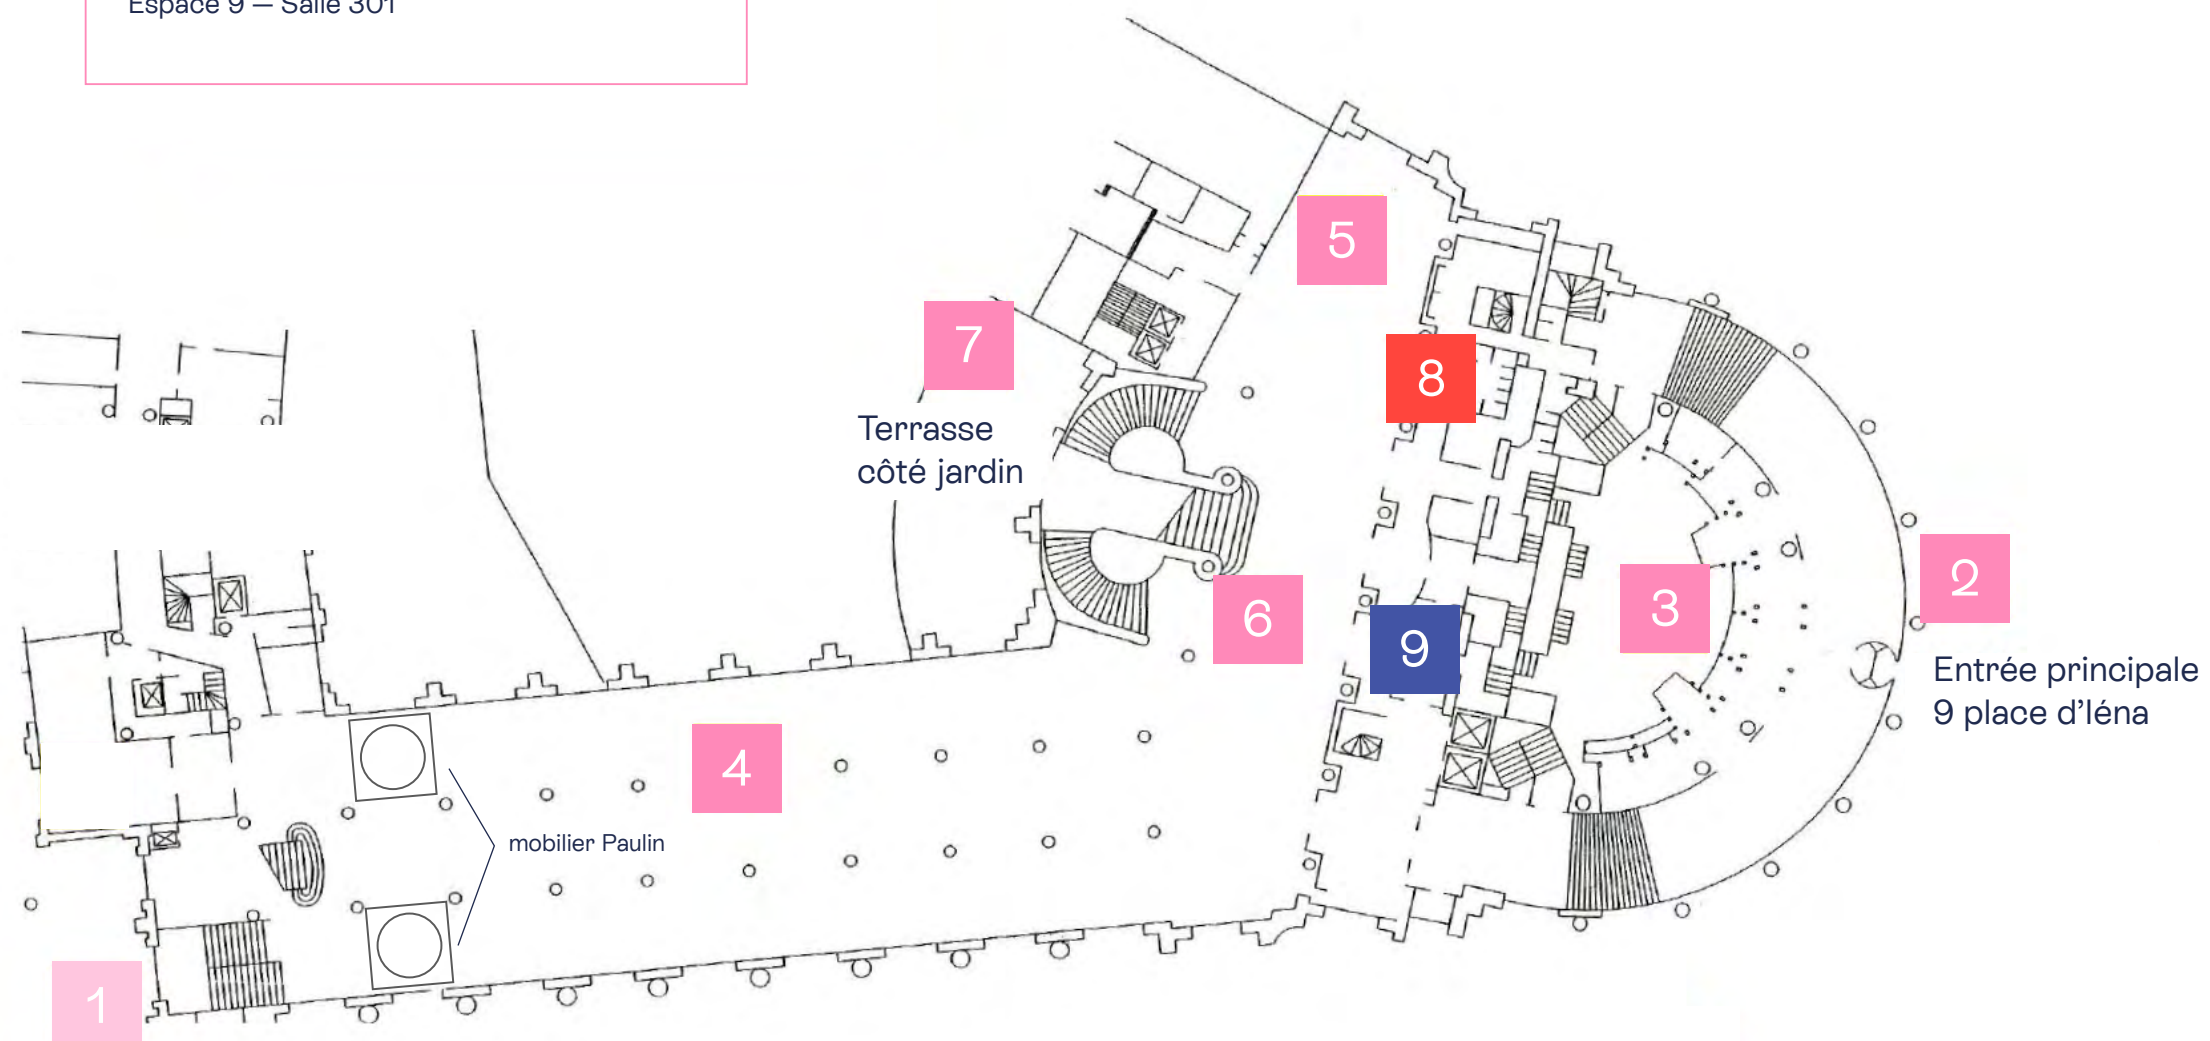 Espace 9 — Salle 301
5
7
8
Terrasse
côté jardin
2
3
6
9
Entrée principale
9 place d'Iéna
4
mobilier Paulin
1